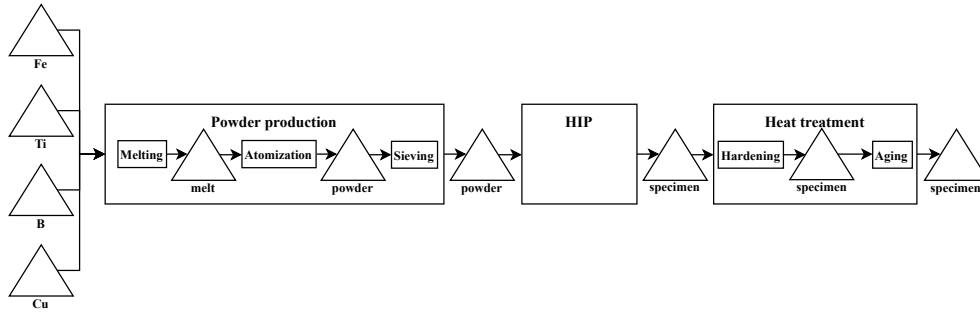 Fe
Ti
B
Cu
Powder production
Melting
melt
Atomization
powder
Sieving
powder
HIP
specimen
Heat treatment
Hardening
specimen
Aging
specimen